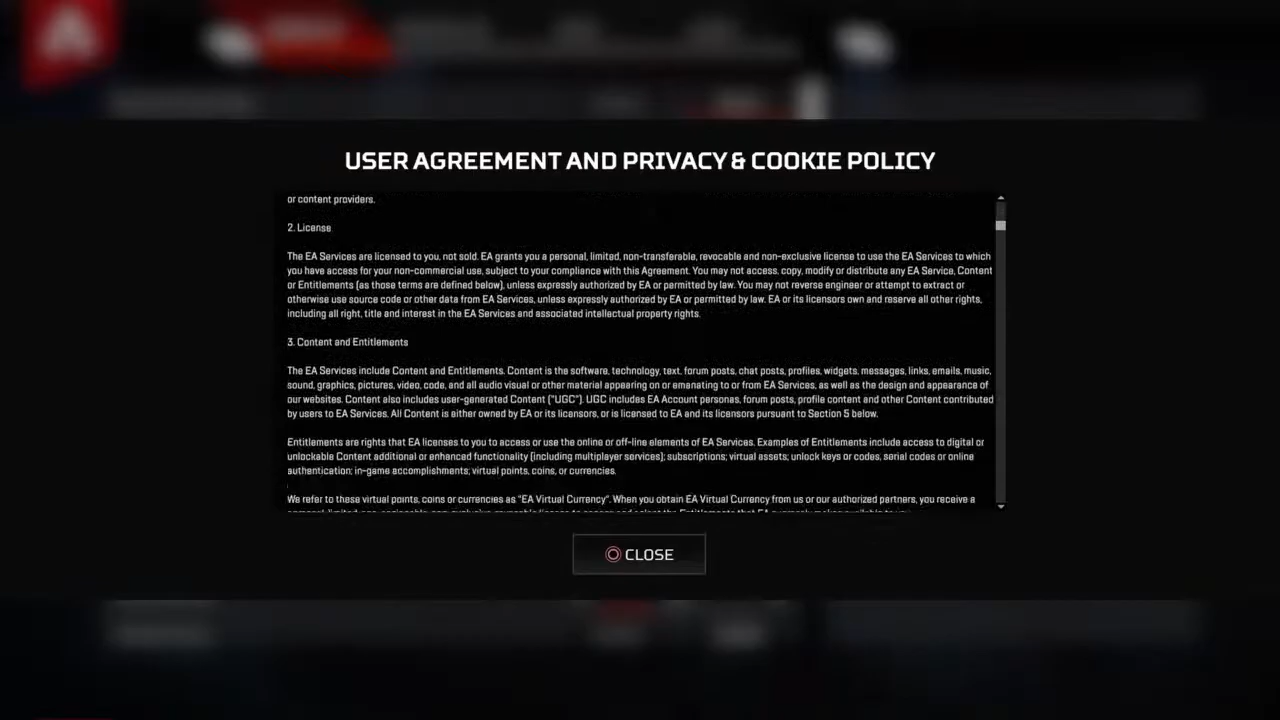 USER AGREEMENT AND PRIVACY & COOKIE POLICY
or content providers.
2. License
The EA Services are licensed to you, not sold. EA grants you a personal, limited, non-transferable, revocable and non-exclusive license to use the EA Services to which
you have access for your non-commercial use, subject to your compliance with this Agreement. You may not access, copy, modify or distribute any EA Service, Content
or Entitlements (as those terms are defined below), unless expressly authorized by EA or permitted by law. You may not reverse engineer or attempt to extract or
otherwise use source code or other data from EA Services, unless expressly authorized by EA or permitted by law. EA or its licensors own and reserve all other rights,
including all right, title and interest in the EA Services and associated intellectual property rights.
3. Content and Entitlements
The EA Services include Content and Entitlements. Content is the software, technology, text, forum posts, chat posts, profiles, widgets, messages, links, emails, music,
sound, graphics, pictures, video, code, and all audio visual or other material appearing on or emanating to or from EA Services, as well as the design and appearance of
our websites. Content also includes user-generated Content ("UGC"). UGC includes EA Account personas, forum posts, profile content and other Content contributed
by users to EA Services. All Content is either owned by EA or its licensors, or is licensed to EA and its licensors pursuant to Section 5 below.
Entitlements are rights that EA licenses to you to access or use the online or off-line elements of EA Services. Examples of Entitlements include access to digital or
unlockable Content additional or enhanced functionality (including multiplayer services); subscriptions; virtual assets; unlock keys or codes, serial codes or online
authentication; in-game accomplishments; virtual points, coins, or currencies.
We refer to these virtual points, coins or currencies as "EA Virtual Currency". When you obtain EA Virtual Currency from us or our authorized partners, you receive a
CLOSE